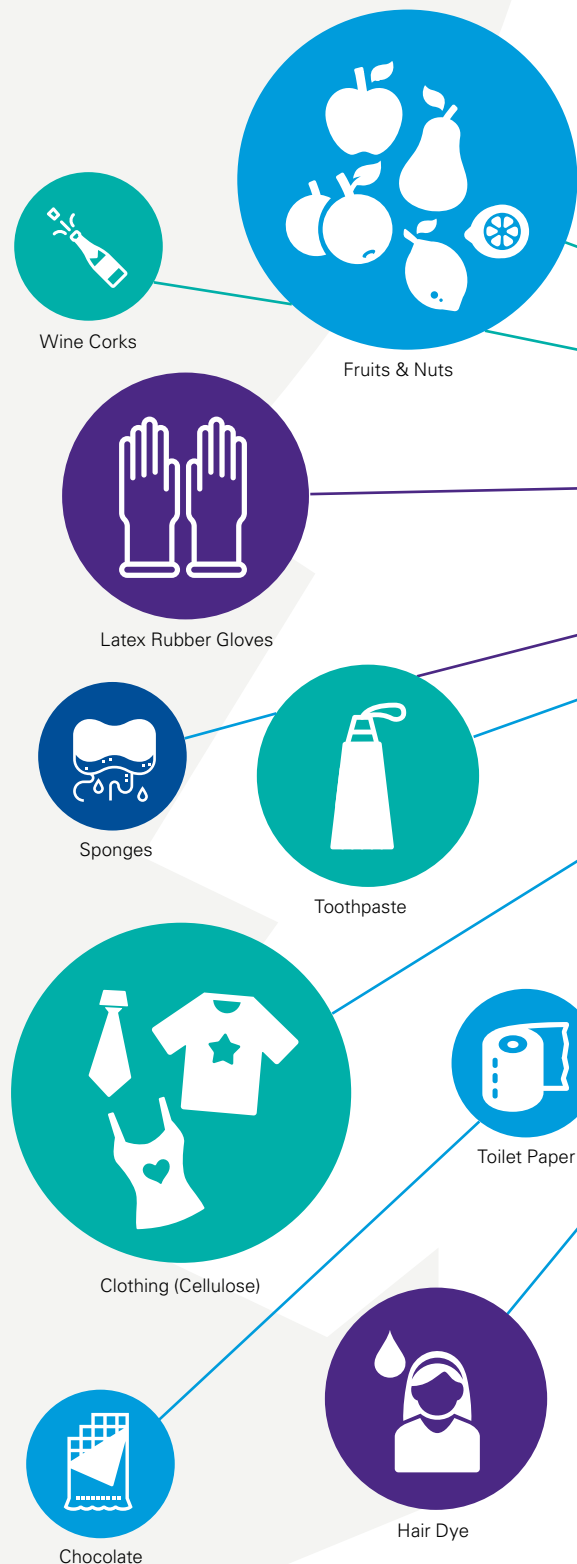 Wine Corks
Fruits & Nuts
Latex Rubber Gloves
Sponges
Toothpaste
Toilet Paper
Clothing (Cellulose)
Hair Dye
Chocolate